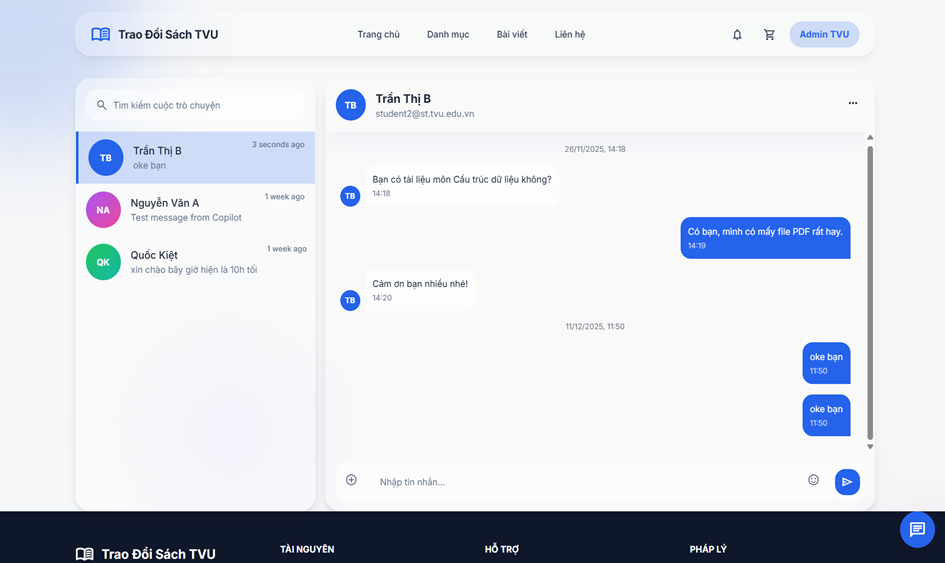 Trao Đổi Sách TVU
Trang chủ
Danh mục
Bài viết
Liên hệ
Admin TVU
Tìm kiếm cuộc trò chuyện
TB
Trần Thị B
3 seconds ago
oke bạn
NA
Nguyễn Văn A
1 week ago
Test message from Copilot
QK
Quốc Kiệt
1 week ago
xin chào bây giờ hiện là 10h tối
TB
Trần Thị B
student2@st.tvu.edu.vn
26/11/2025, 14:18
Bạn có tài liệu môn Cấu trúc dữ liệu không?
14:18
TB
Có bạn, mình có mấy file PDF rất hay.
14:19
Cảm ơn bạn nhiều nhé!
14:20
TB
11/12/2025, 11:50
oke bạn
11:50
oke bạn
11:50
Nhập tin nhắn...
Trao Đổi Sách TVU
TÀI NGUYÊN
HỖ TRỢ
PHÁP LÝ